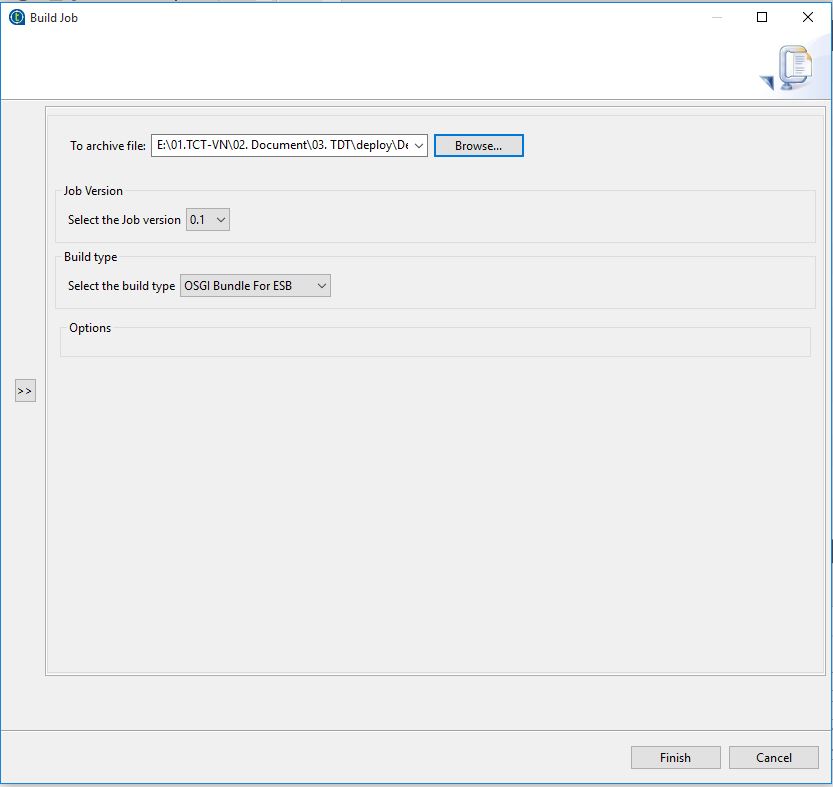 Build Job
To archive file: E:\01.TCT-VN\02. Document\03. TDT\deploy\De Browse...
Job Version
Select the Job version 0.1
Build type
Select the build type OSGI Bundle For ESB
Options
>>
Finish Cancel